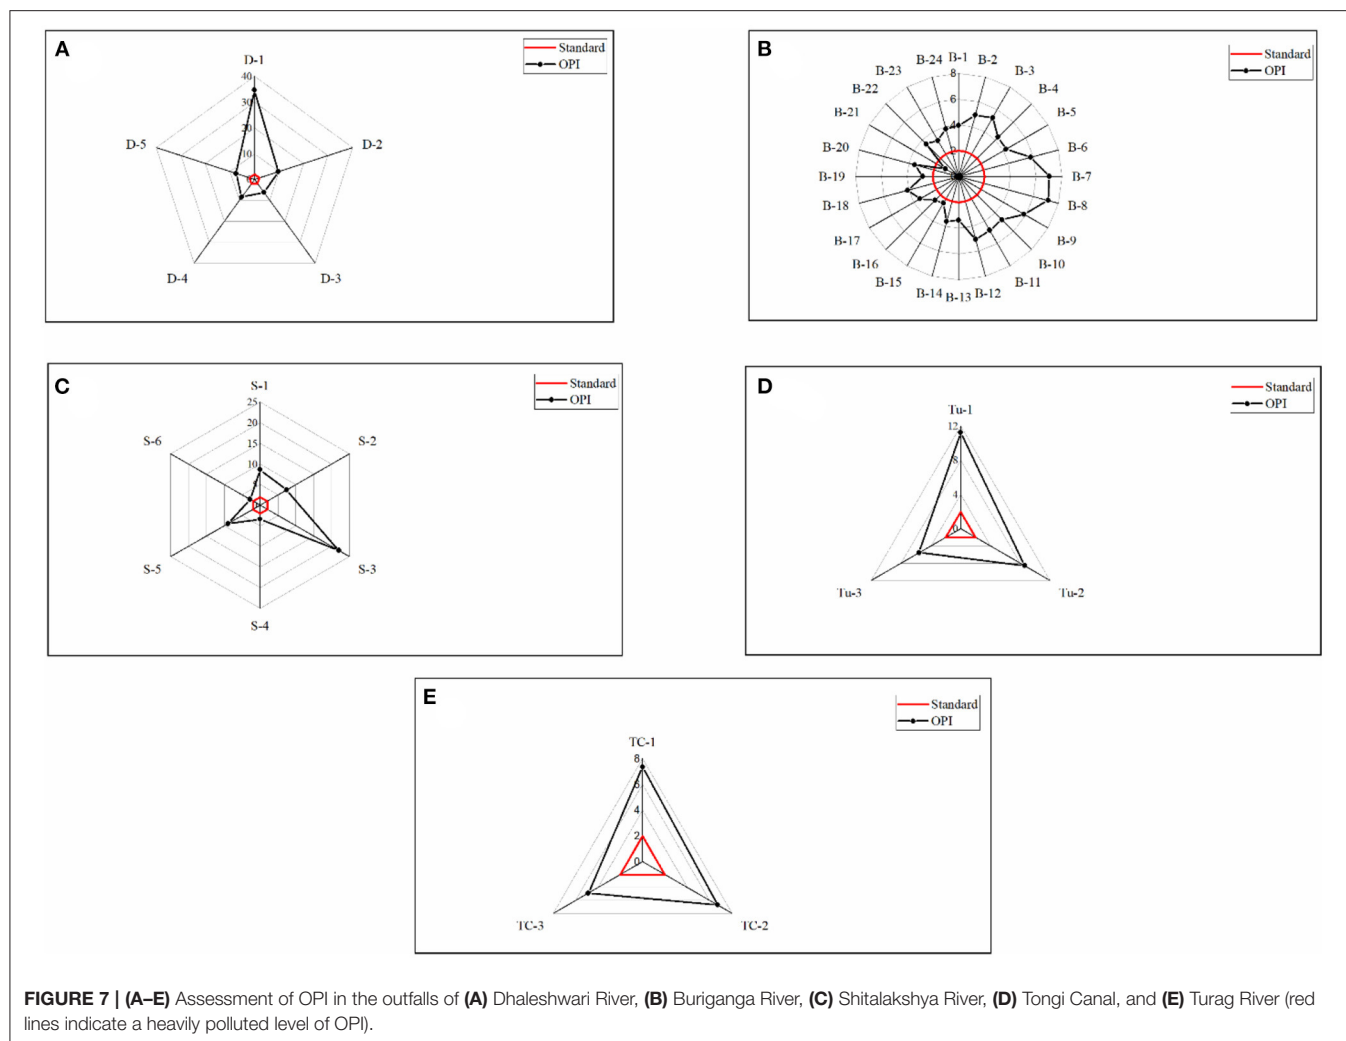 A
Standard
OPI
D-1
40
30
20
10
0
D-5
D-2
D-4
D-3
B
Standard
OPI
B-24 B-1 B-2
B-23
B-3
B-22
B-4
B-21
B-5
B-20
B-6
B-19
B-7
B-18
B-8
B-17
B-9
B-16
B-10
B-15
B-11
B-14 B-13 B-12
8
6
4
2
0
C
Standard
OPI
S-1
25
20
15
10
5
S-6
S-2
S-5
S-3
S-4
D
Standard
OPI
Tu-1
12
8
4
0
Tu-3
Tu-2
E
Standard
OPI
TC-1
8
6
4
2
0
TC-3
TC-2
FIGURE 7 | (A–E) Assessment of OPI in the outfalls of (A) Dhaleshwari River, (B) Buriganga River, (C) Shitalakshya River, (D) Tongi Canal, and (E) Turag River (red
lines indicate a heavily polluted level of OPI).